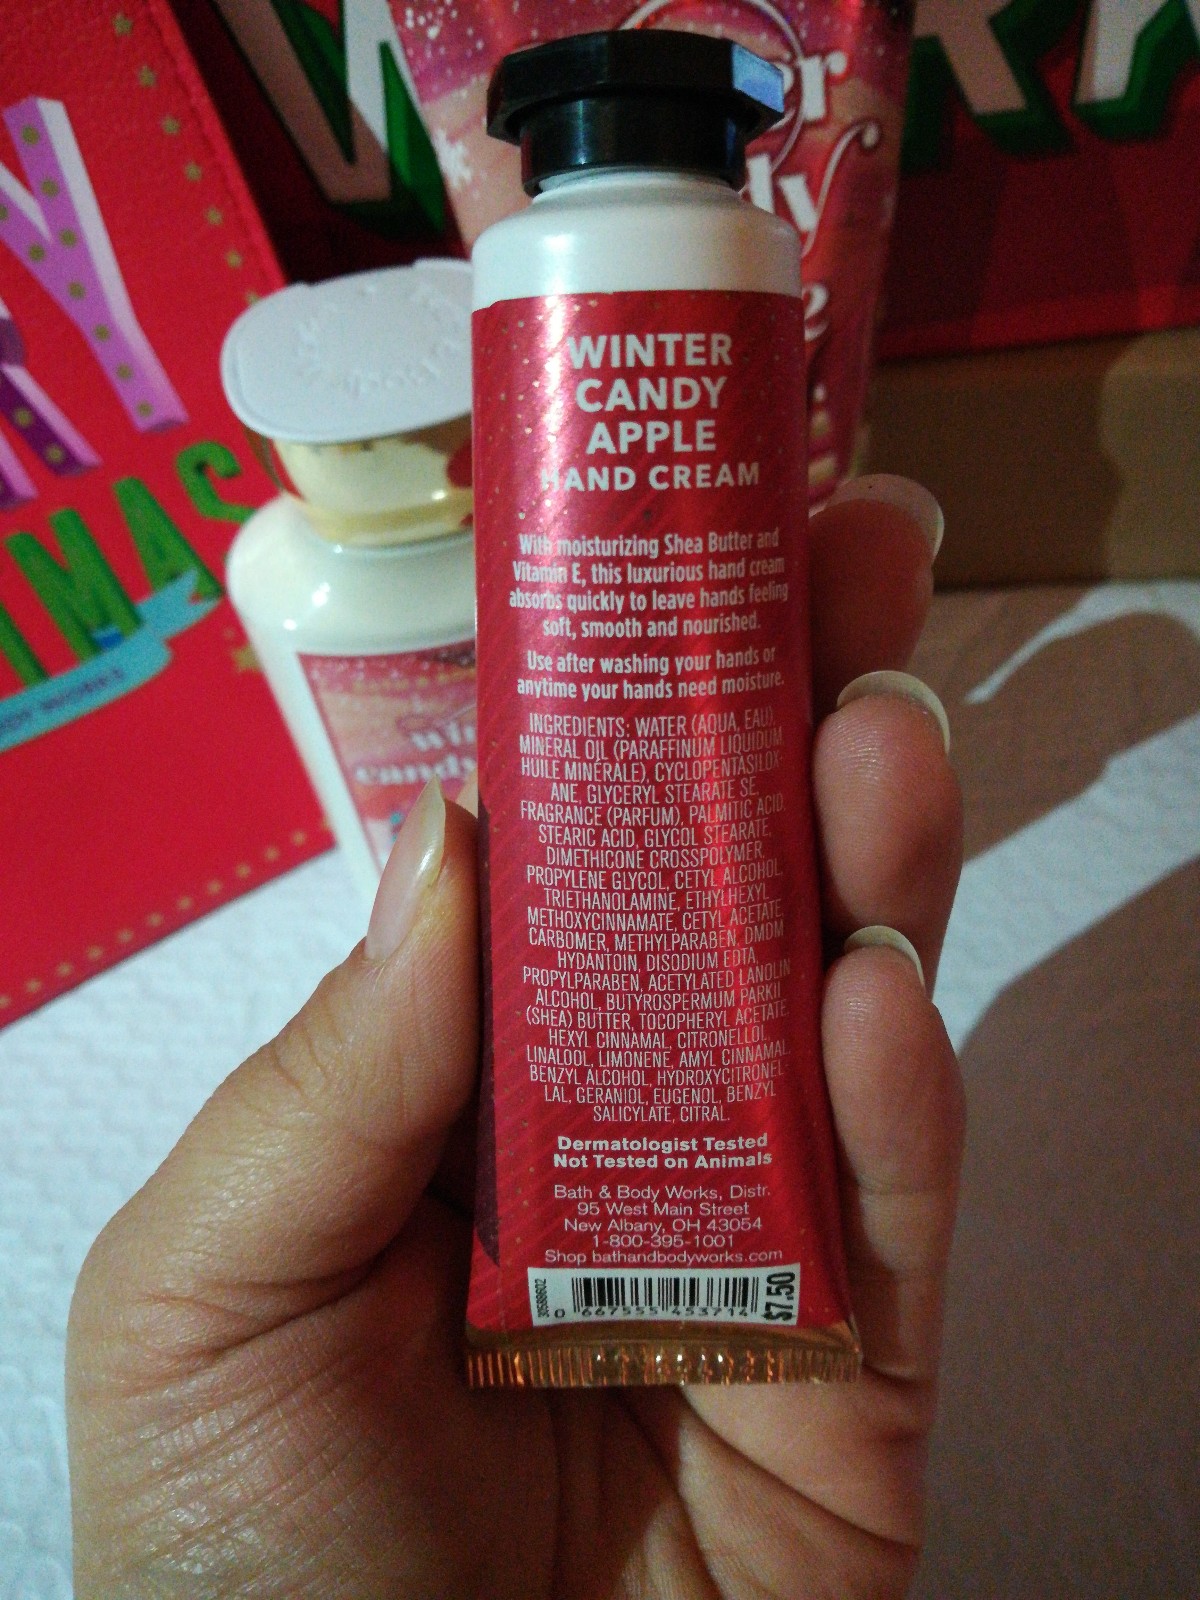 WINTER
CANDY
APPLE
HAND CREAM
With moisturizing Shea Butter and
Vitamin E, this luxurious hand cream
absorbs quickly to leave hands feeling
soft, smooth and nourished.
Use after washing your hands or
anytime your hands need moisture.
INGREDIENTS: WATER (AQUA, EAU),
MINERAL OIL (PARAFFINUM LIQUIDUM,
HUILE MINÉRALE), CYCLOPENTASILOX-
ANE, GLYCERYL STEARATE SE,
FRAGRANCE (PARFUM), PALMITIC ACID,
STEARIC ACID, GLYCOL STEARATE,
DIMETHICONE CROSSPOLYMER,
PROPYLENE GLYCOL, CETYL ALCOHOL,
TRIETHANOLAMINE, ETHYLHEXYL
METHOXYCINNAMATE, CETYL ACETATE,
CARBOMER, METHYLPARABEN, DMDM
HYDANTOIN, DISODIUM EDTA,
PROPYLPARABEN, ACETYLATED LANOLIN
ALCOHOL, BUTYROSPERMUM PARKII
(SHEA) BUTTER, TOCOPHERYL ACETATE,
HEXYL CINNAMAL, CITRONELLOL,
LINALOOL, LIMONENE, AMYL CINNAMAL,
BENZYL ALCOHOL, HYDROXYCITRONEL-
LAL, GERANIOL, EUGENOL, BENZYL
SALICYLATE, CITRAL.
Dermatologist Tested
Not Tested on Animals
Bath & Body Works, Distr.
95 West Main Street
New Albany, OH 43054
1-800-395-1001
Shop bathandbodyworks.com
30588602
0 667555 453714
$7.50
candy